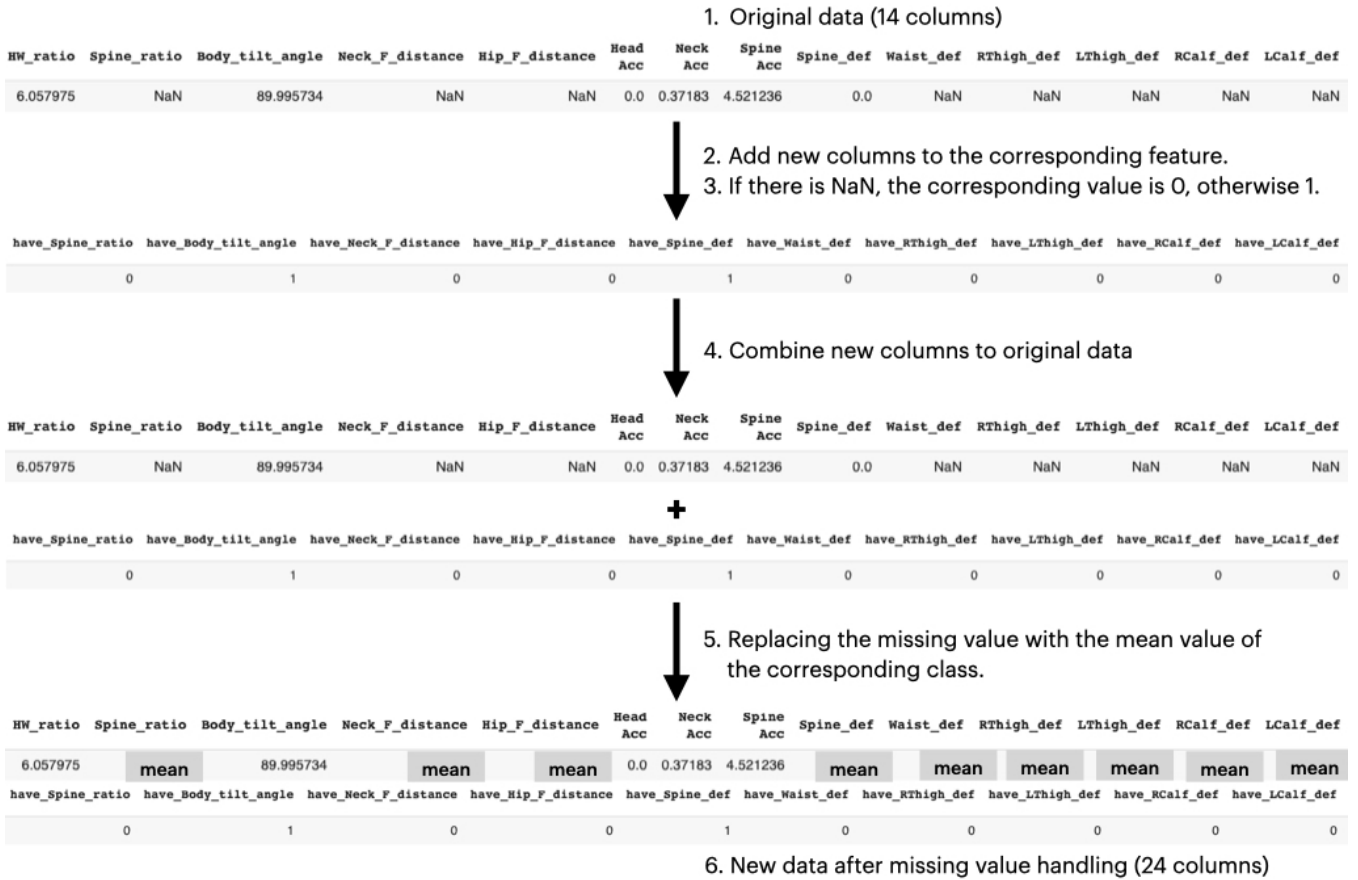 1. Original data (14 columns)
HW_ratio Spine_ratio Body_tilt_angle Neck_F_distance Hip_F_distance Head Acc Neck Acc Spine Acc Spine_def Waist_def RThigh_def LThigh_def RCalf_def LCalf_def
6.057975 NaN 89.995734 NaN NaN 0.0 0.37183 4.521236 0.0 NaN NaN NaN NaN NaN
2. Add new columns to the corresponding feature.
3. If there is NaN, the corresponding value is 0, otherwise 1.
have_Spine_ratio have_Body_tilt_angle have_Neck_F_distance have_Hip_F_distance have_Spine_def have_Waist_def have_RThigh_def have_LThigh_def have_RCalf_def have_LCalf_def
0 1 0 0 1 0 0 0 0 0
4. Combine new columns to original data
HW_ratio Spine_ratio Body_tilt_angle Neck_F_distance Hip_F_distance Head Acc Neck Acc Spine Acc Spine_def Waist_def RThigh_def LThigh_def RCalf_def LCalf_def
6.057975 NaN 89.995734 NaN NaN 0.0 0.37183 4.521236 0.0 NaN NaN NaN NaN NaN
+
have_Spine_ratio have_Body_tilt_angle have_Neck_F_distance have_Hip_F_distance have_Spine_def have_Waist_def have_RThigh_def have_LThigh_def have_RCalf_def have_LCalf_def
0 1 0 0 1 0 0 0 0 0
5. Replacing the missing value with the mean value of
the corresponding class.
HW_ratio Spine_ratio Body_tilt_angle Neck_F_distance Hip_F_distance Head Acc Neck Acc Spine Acc Spine_def Waist_def RThigh_def LThigh_def RCalf_def LCalf_def
6.057975 mean 89.995734 mean mean 0.0 0.37183 4.521236 mean mean mean mean mean mean
have_Spine_ratio have_Body_tilt_angle have_Neck_F_distance have_Hip_F_distance have_Spine_def have_Waist_def have_RThigh_def have_LThigh_def have_RCalf_def have_LCalf_def
0 1 0 0 1 0 0 0 0 0
6. New data after missing value handling (24 columns)